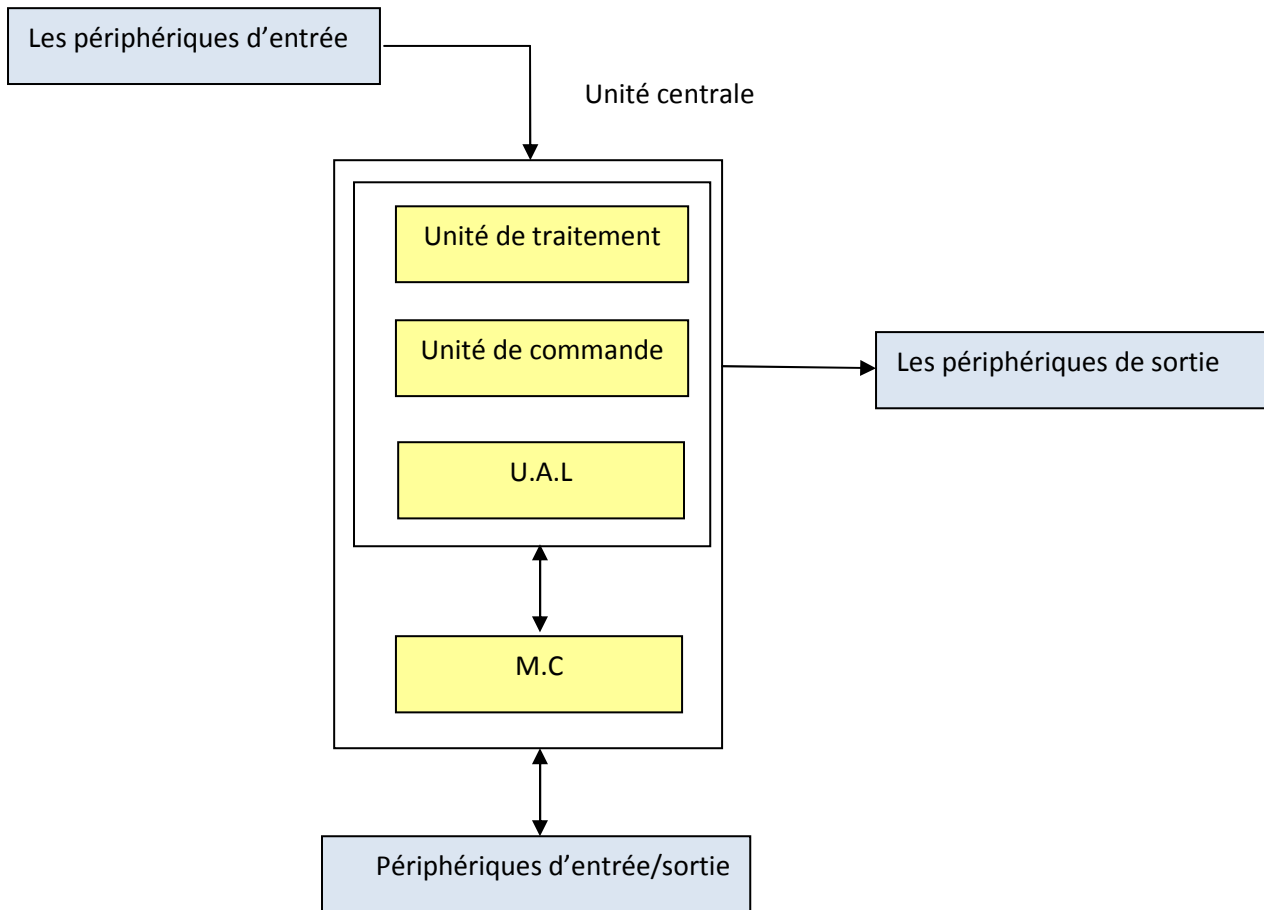 Les périphériques d’entrée
Unité centrale
Unité de traitement
Unité de commande
Les périphériques de sortie
U.A.L
M.C
Périphériques d’entrée/sortie